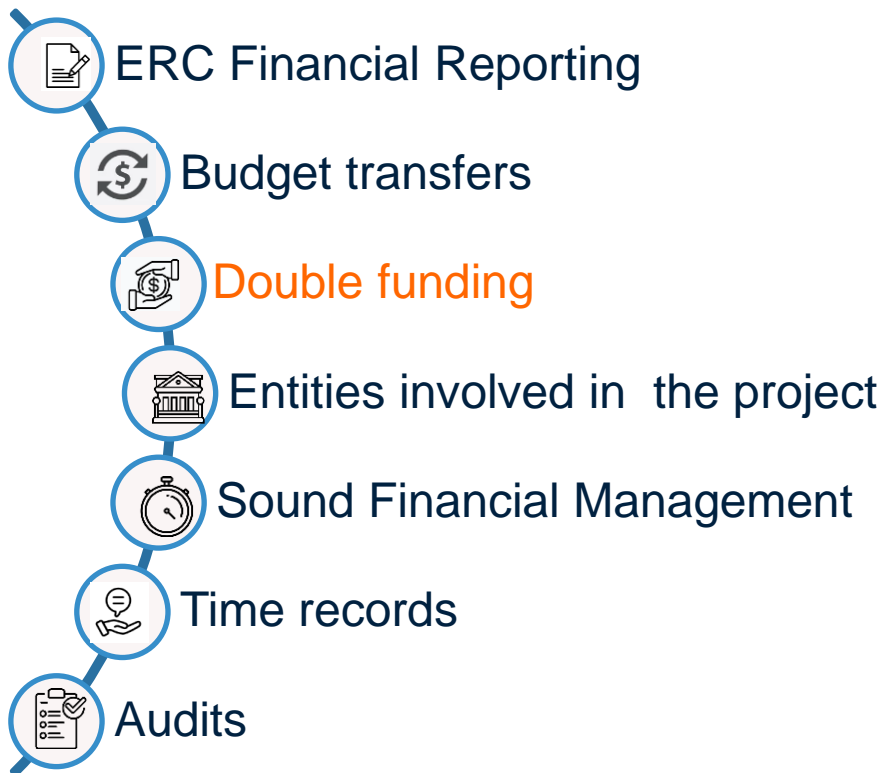 ERC Financial Reporting
Budget transfers
Double funding
Entities involved in  the project
Sound Financial Management
Time records
Audits